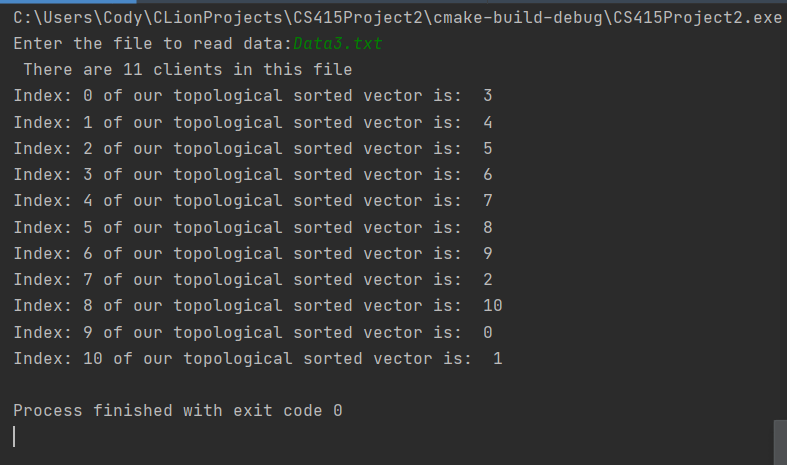 C:\Users\Cody\CLionProjects\CS415Project2\cmake-build-debug\CS415Project2.exe
Enter the file to read data:Data3.txt
 There are 11 clients in this file
Index: 0 of our topological sorted vector is:  3
Index: 1 of our topological sorted vector is:  4
Index: 2 of our topological sorted vector is:  5
Index: 3 of our topological sorted vector is:  6
Index: 4 of our topological sorted vector is:  7
Index: 5 of our topological sorted vector is:  8
Index: 6 of our topological sorted vector is:  9
Index: 7 of our topological sorted vector is:  2
Index: 8 of our topological sorted vector is:  10
Index: 9 of our topological sorted vector is:  0
Index: 10 of our topological sorted vector is:  1
Process finished with exit code 0